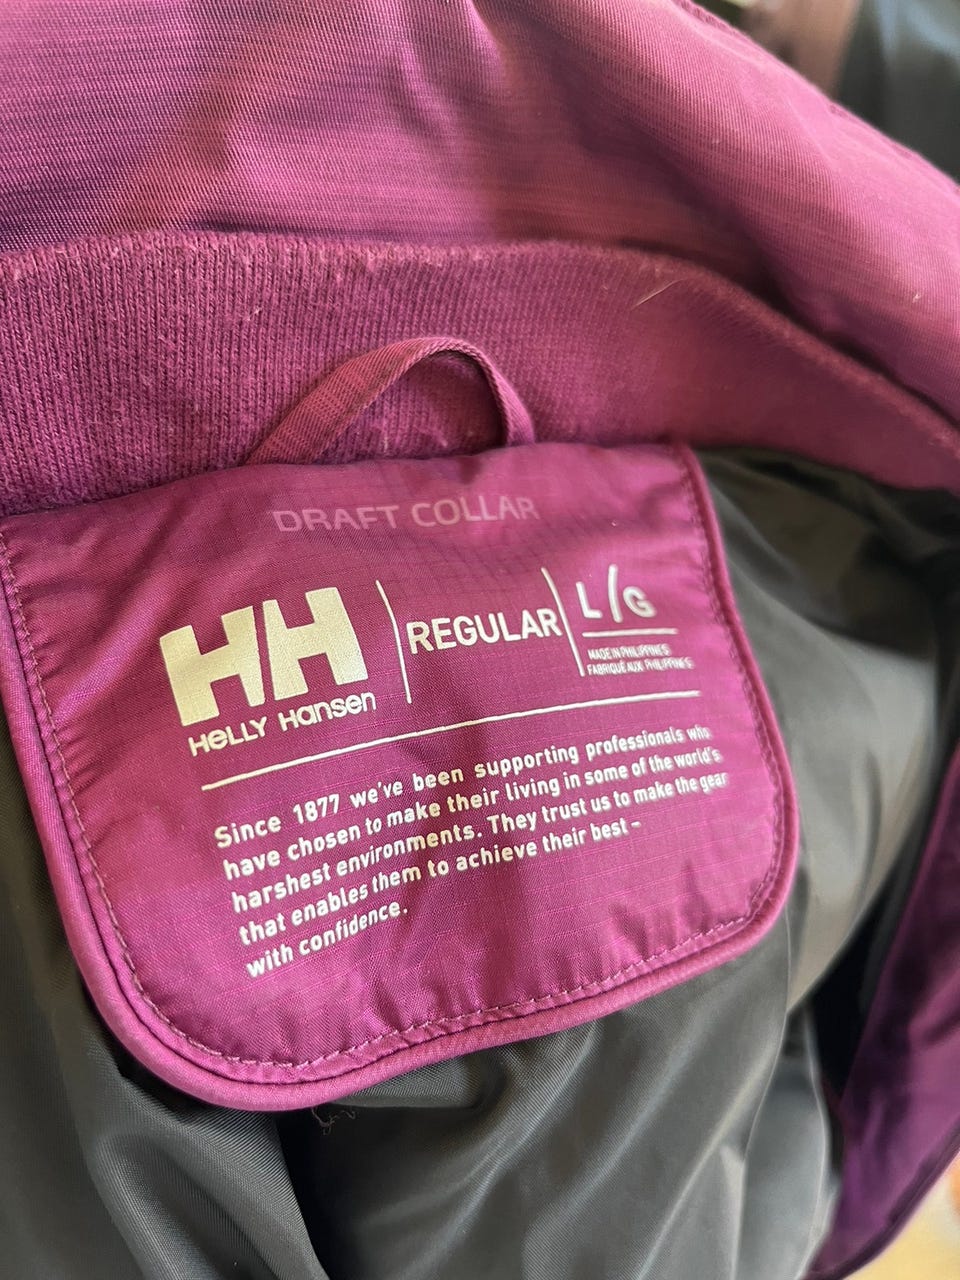 DRAFT COLLAR
HH
HELLY HANSEN
REGULAR
L/G
MADE IN PHILIPPINES
FABRIQUÉ AUX PHILIPPINES
Since 1877 we've been supporting professionals who
have chosen to make their living in some of the world's
harshest environments. They trust us to make the gear
that enables them to achieve their best –
with confidence.